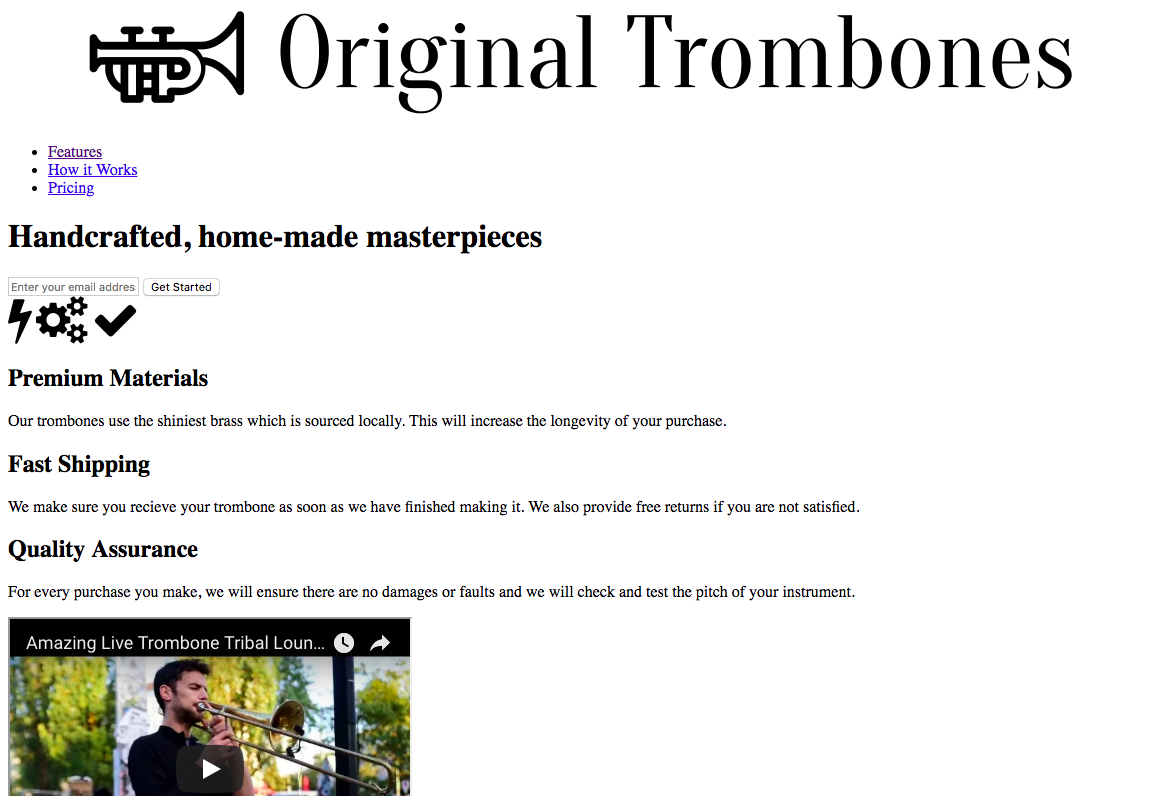 Original Trombones
Features
How it Works
Pricing
Handcrafted, home-made masterpieces
Enter your email addres
Get Started
Premium Materials
Our trombones use the shiniest brass which is sourced locally. This will increase the longevity of your purchase.
Fast Shipping
We make sure you recieve your trombone as soon as we have finished making it. We also provide free returns if you are not satisfied.
Quality Assurance
For every purchase you make, we will ensure there are no damages or faults and we will check and test the pitch of your instrument.
Amazing Live Trombone Tribal Loun...